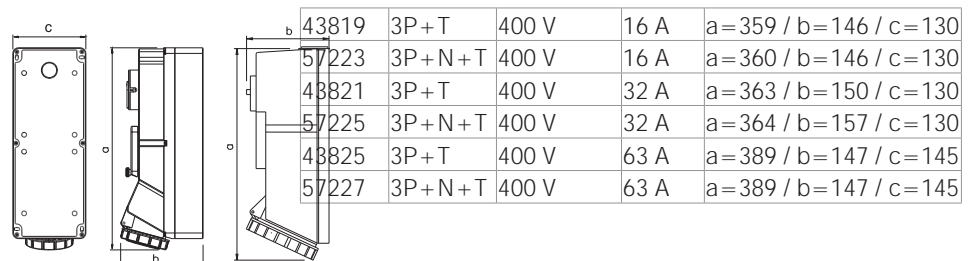 c
b
a
a
b
43819 3P+T 400 V 16 A a=359 / b=146 / c=130
57223 3P+N+T 400 V 16 A a=360 / b=146 / c=130
43821 3P+T 400 V 32 A a=363 / b=150 / c=130
57225 3P+N+T 400 V 32 A a=364 / b=157 / c=130
43825 3P+T 400 V 63 A a=389 / b=147 / c=145
57227 3P+N+T 400 V 63 A a=389 / b=147 / c=145